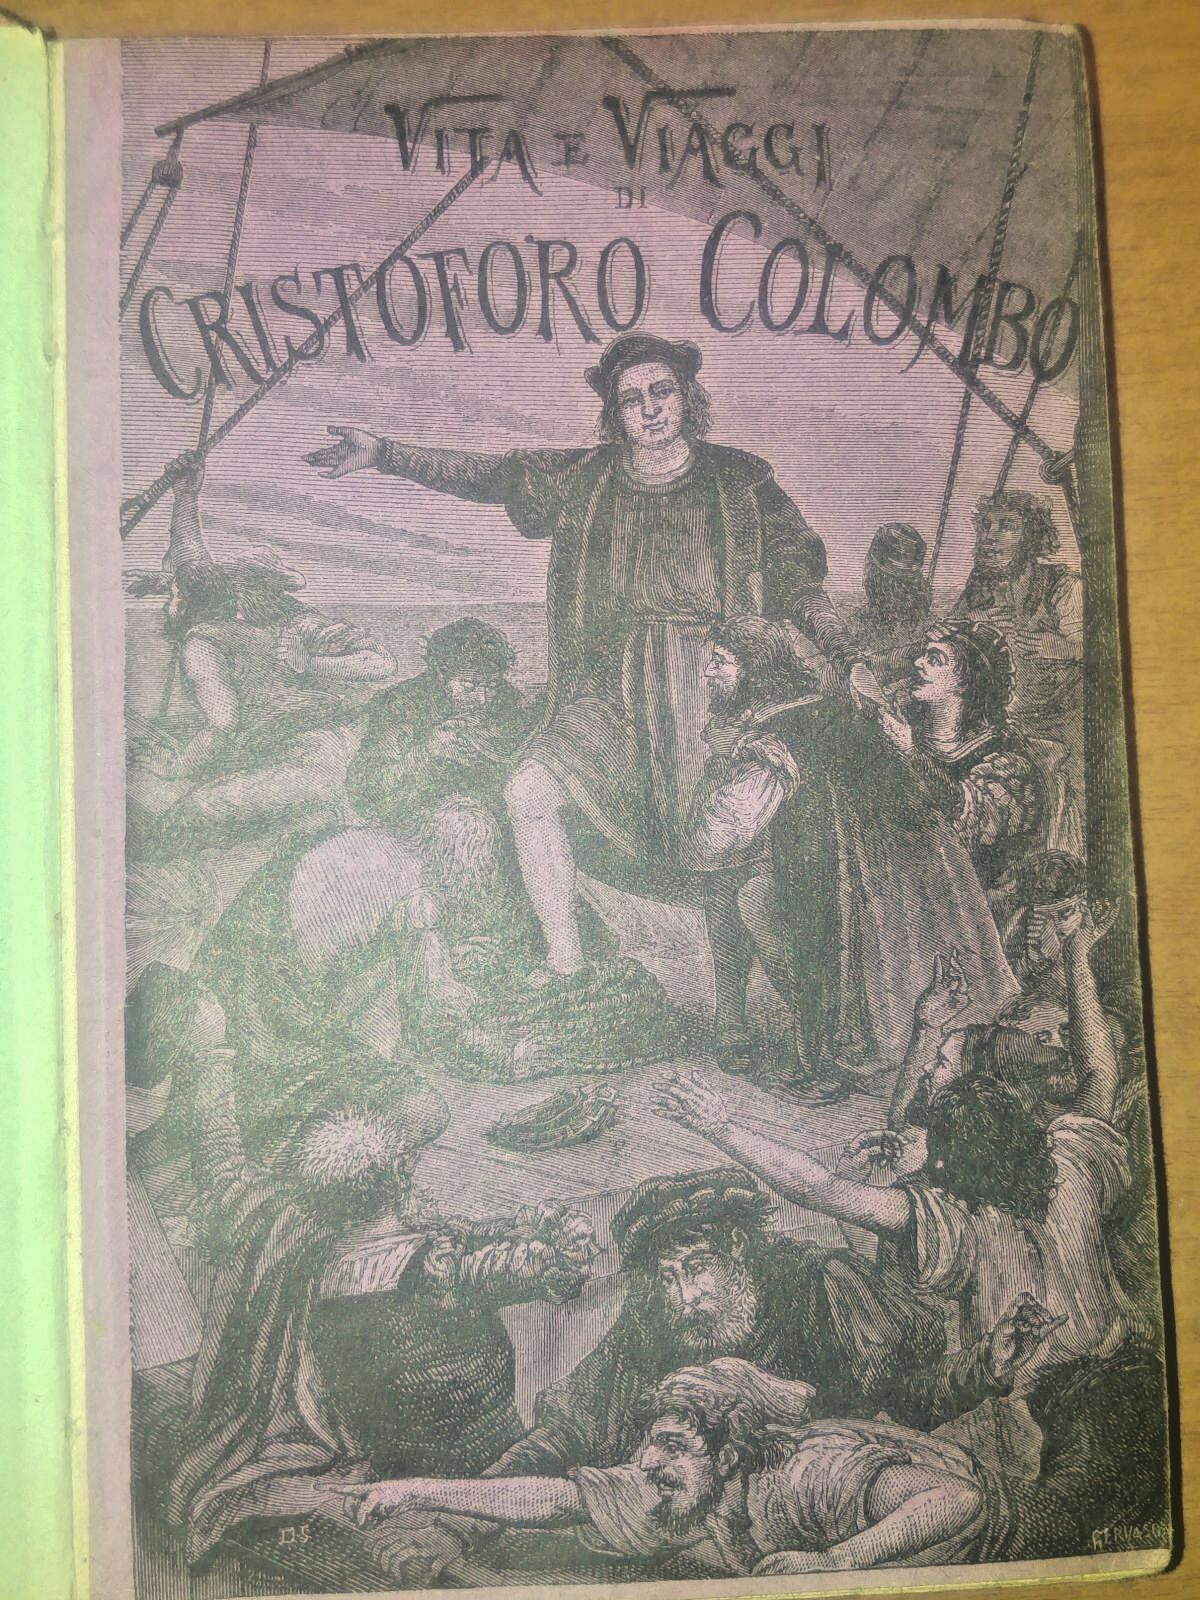 VITA E VIAGGI
DI
CRISTOFORO COLOMBO
D.S